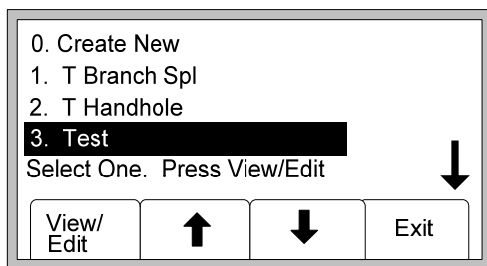 0. Create New
1. T Branch Spl
2. T Handhole
3. Test
Select One. Press View/Edit
View/
Edit
Exit